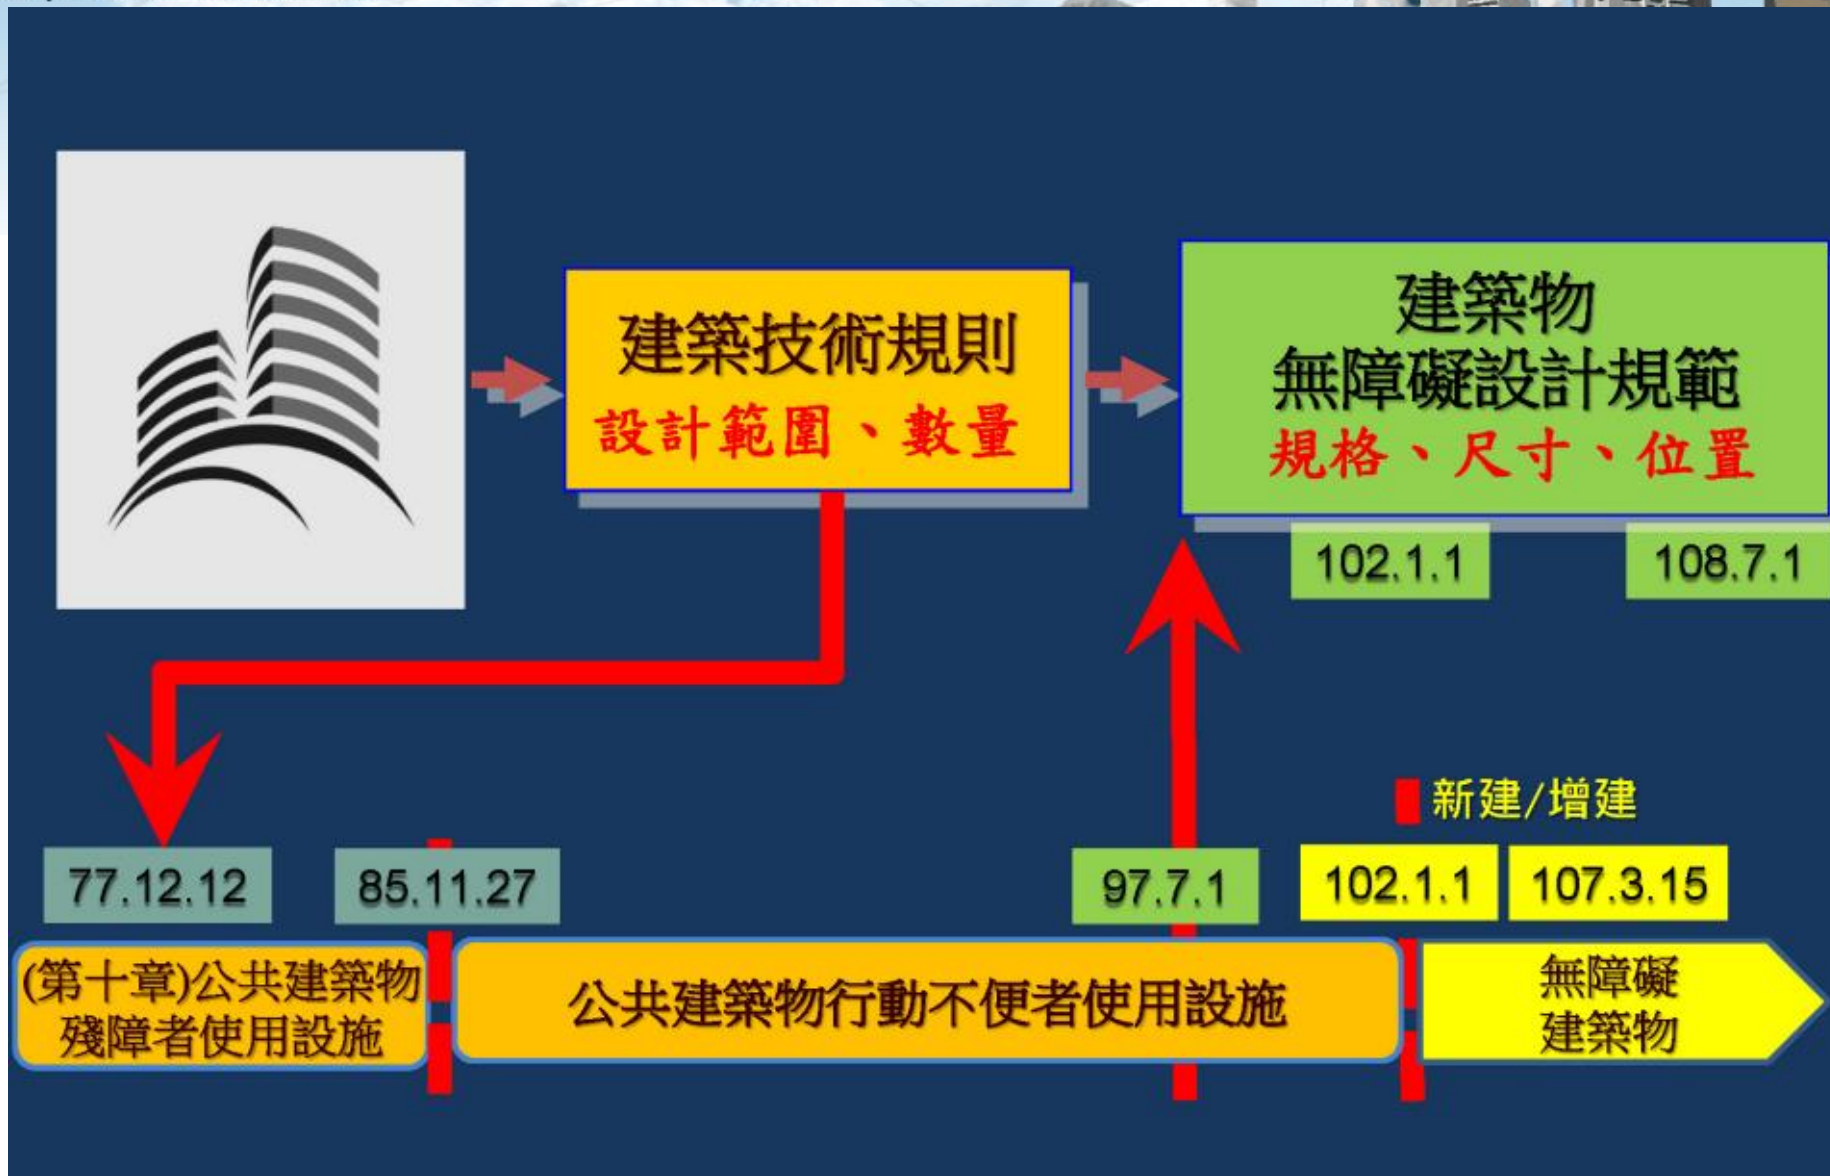 建築技術規則
設計範圍、數量
建築物
無障礙設計規範
規格、尺寸、位置
102.1.1
108.7.1
新建/增建
77.12.12
85.11.27
97.7.1
102.1.1
107.3.15
(第十章)公共建築物
殘障者使用設施
公共建築物行動不便者使用設施
無障礙
建築物